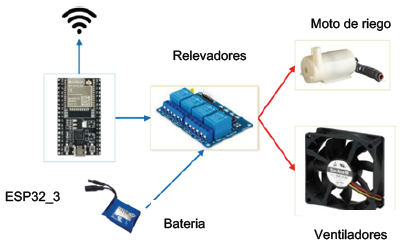 Moto de riego
Relevadores
ESP32_3
Bateria
Ventiladores